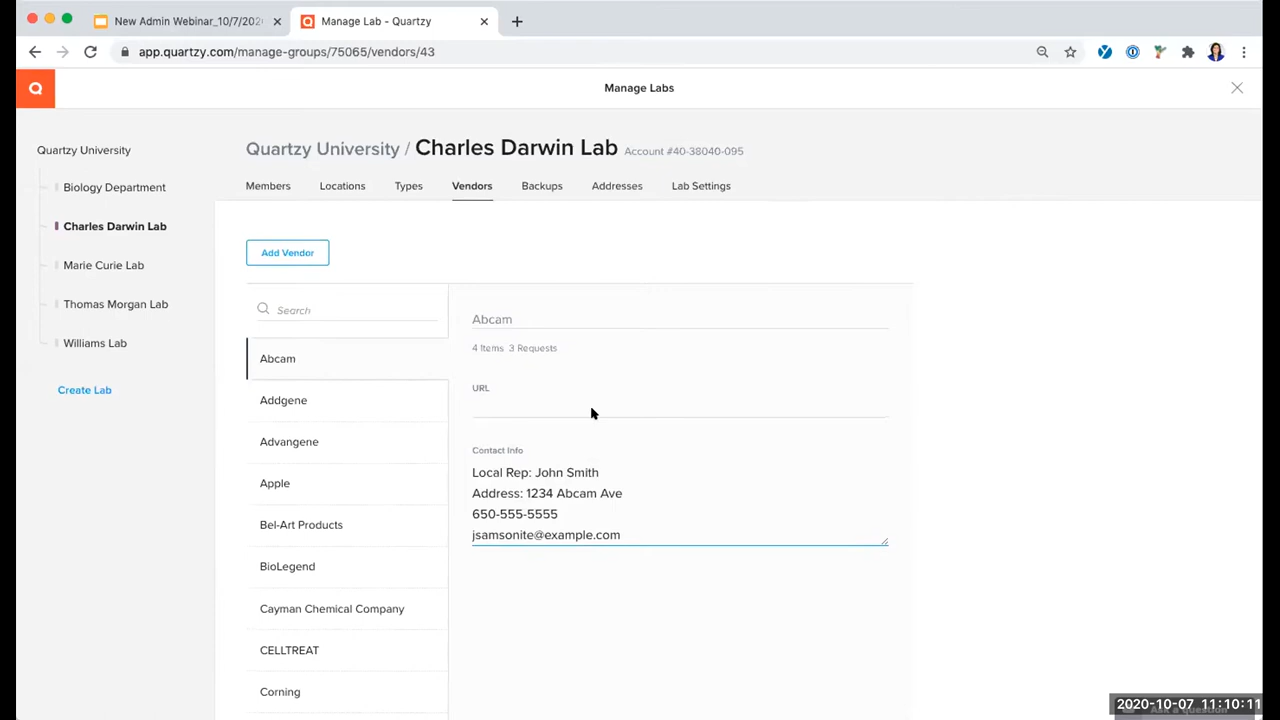 New Admin Webinar_10/7/202
Manage Lab - Quartzy
app.quartzy.com/manage-groups/75065/vendors/43
Q
Manage Labs
Quartzy University
Biology Department
Charles Darwin Lab
Marie Curie Lab
Thomas Morgan Lab
Williams Lab
Create Lab
Quartzy University / Charles Darwin Lab Account #40-38040-095
Members Locations Types Vendors Backups Addresses Lab Settings
Add Vendor
Search
Abcam
Addgene
Advangene
Apple
Bel-Art Products
BioLegend
Cayman Chemical Company
CELLTREAT
Corning
Abcam
4 Items 3 Requests
URL
Contact Info
Local Rep: John Smith
Address: 1234 Abcam Ave
650-555-5555
jsamsonite@example.com
2020-10-07 11:10:11
Ask a question